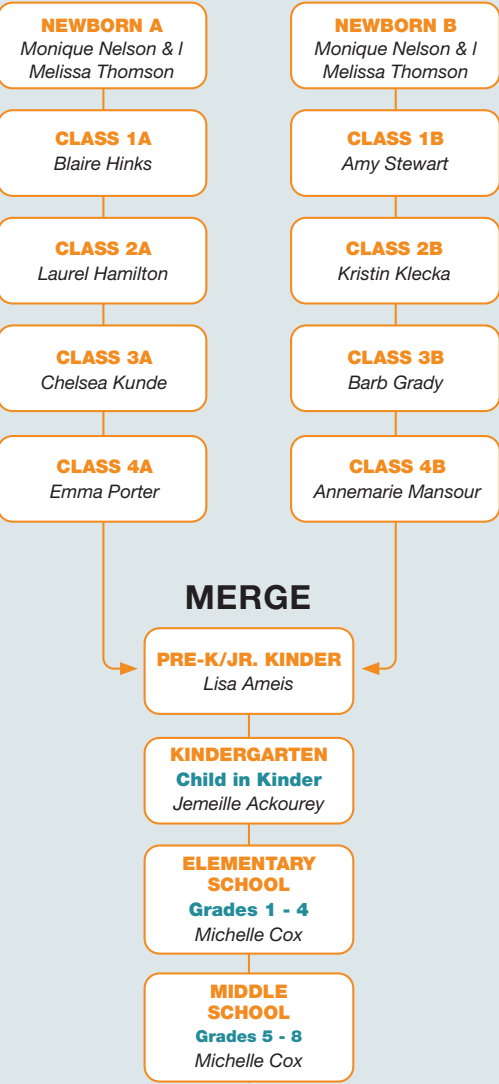 NEWBORN A
Monique Nelson & I
Melissa Thomson
NEWBORN B
Monique Nelson & I
Melissa Thomson
CLASS 1A
Blaire Hinks
CLASS 1B
Amy Stewart
CLASS 2A
Laurel Hamilton
CLASS 2B
Kristin Klecka
CLASS 3A
Chelsea Kunde
CLASS 3B
Barb Grady
CLASS 4A
Emma Porter
CLASS 4B
Annemarie Mansour
MERGE
PRE-K/JR. KINDER
Lisa Ameis
KINDERGARTEN
Child in Kinder
Jemeille Ackourey
ELEMENTARY
SCHOOL
Grades 1 - 4
Michelle Cox
MIDDLE
SCHOOL
Grades 5 - 8
Michelle Cox